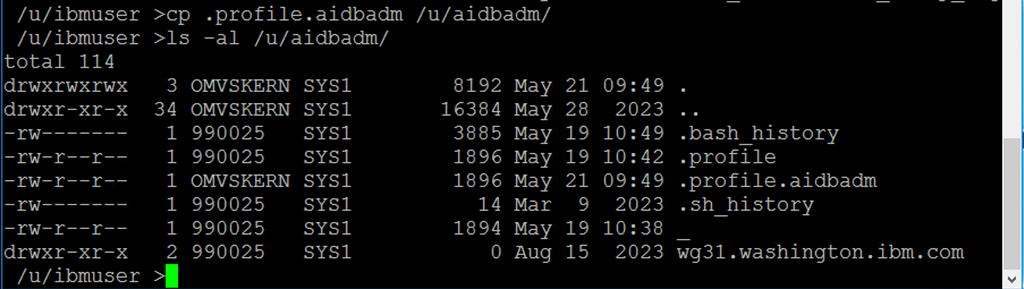 /u/ibmuser >cp .profile.aidbadm /u/aidbadm/
/u/ibmuser >ls -al /u/aidbadm/
total 114
drwxrwxrwx   3 OMVSKERN SYS1        8192 May 21 09:49 .
drwxr-xr-x  34 OMVSKERN SYS1       16384 May 28  2023 ..
-rw-------   1 990025   SYS1        3885 May 19 10:49 .bash_history
-rw-r--r--   1 990025   SYS1        1896 May 19 10:42 .profile
-rw-r--r--   1 OMVSKERN SYS1        1896 May 21 09:49 .profile.aidbadm
-rw-------   1 990025   SYS1          14 Mar  9  2023 .sh_history
-rw-r--r--   1 990025   SYS1        1894 May 19 10:38 _
drwxr-xr-x   2 990025   SYS1           0 Aug 15  2023 wg31.washington.ibm.com
/u/ibmuser >